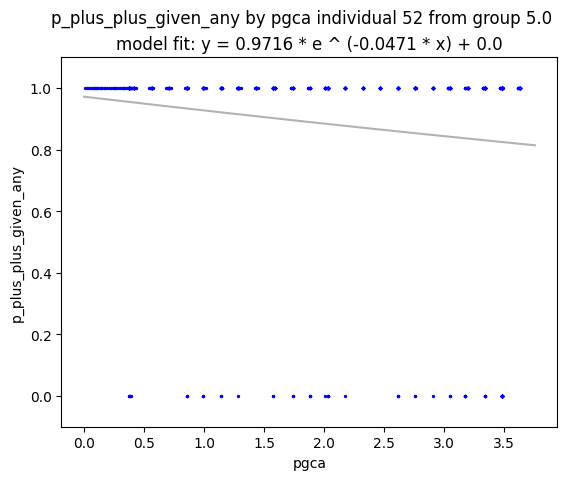 p_plus_plus_given_any by pgca individual 52 from group 5.0
model fit: y = 0.9716 * e ^ (-0.0471 * x) + 0.0
1.0
0.8
0.6
0.4
0.2
0.0
p_plus_plus_given_any
0.0 0.5 1.0 1.5 2.0 2.5 3.0 3.5
pgca